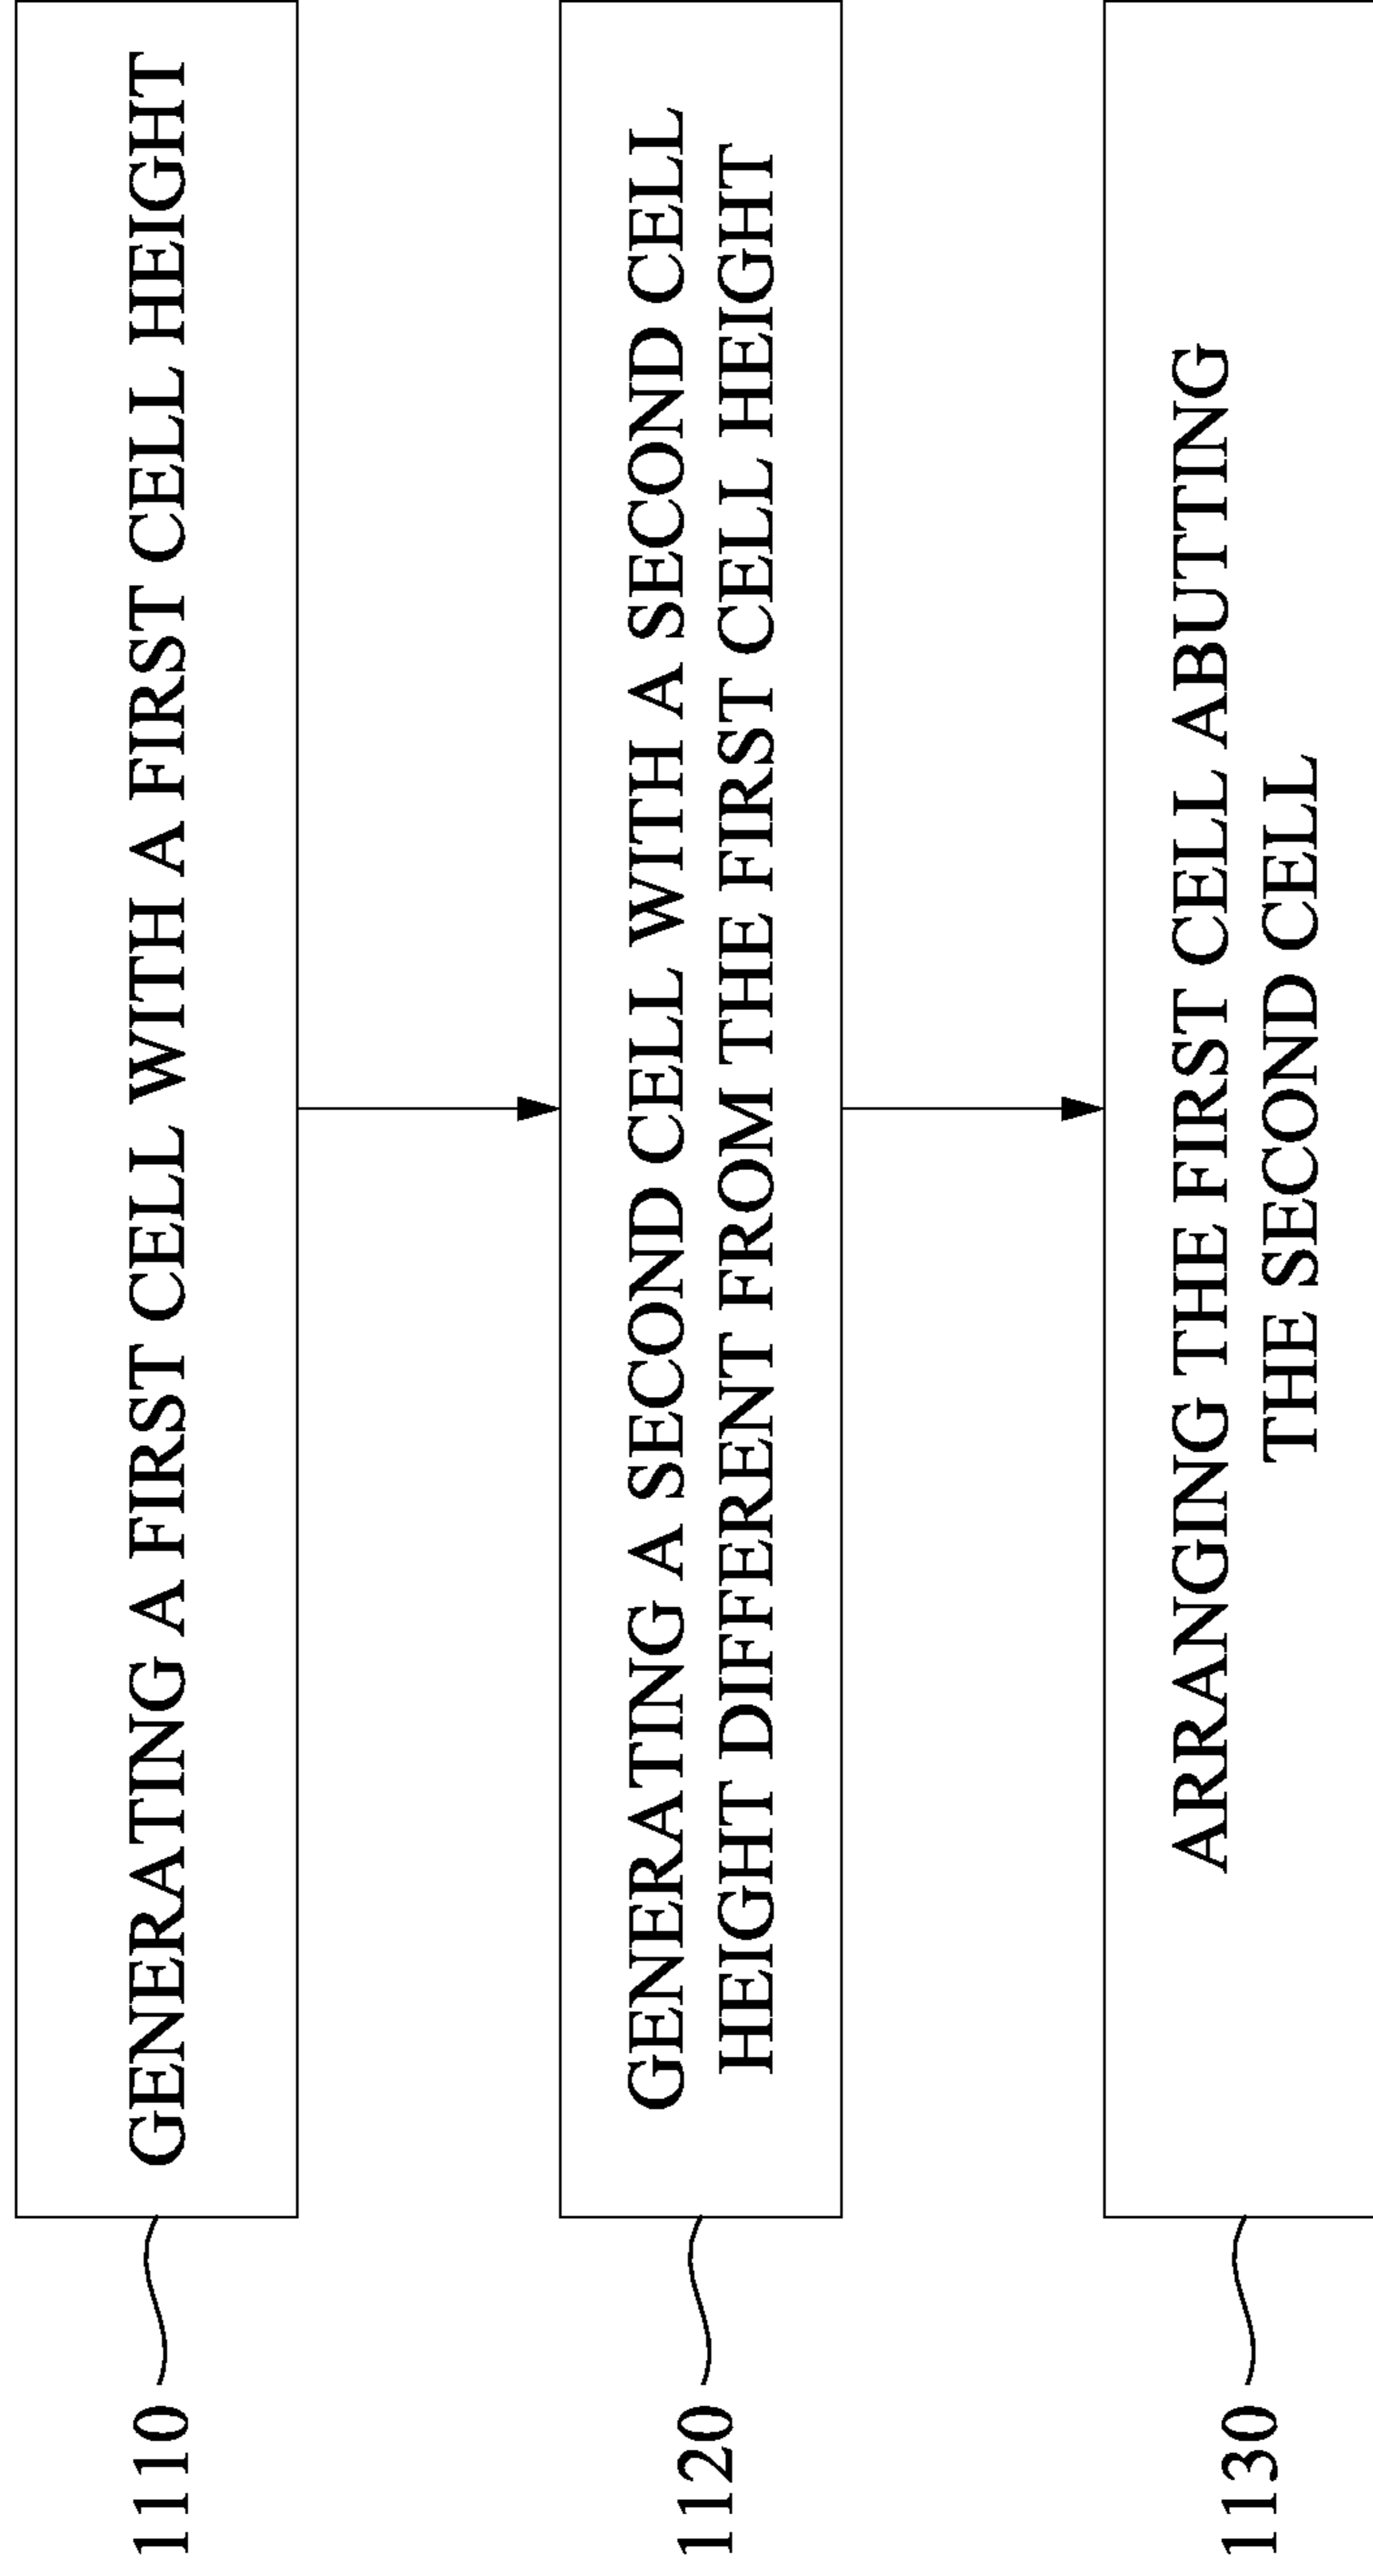 1110
GENERATING A FIRST CELL WITH A FIRST CELL HEIGHT
1120
GENERATING A SECOND CELL WITH A SECOND CELL
HEIGHT DIFFERENT FROM THE FIRST CELL HEIGHT
1130
ARRANGING THE FIRST CELL ABUTTING
THE SECOND CELL